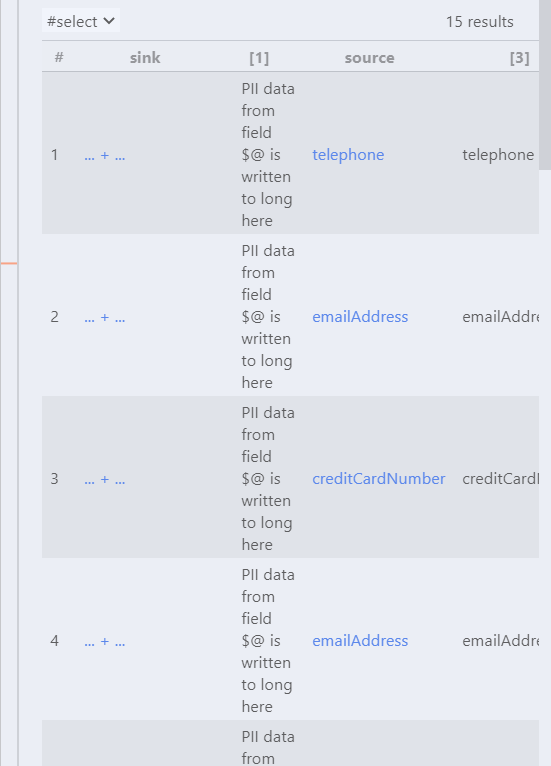 #select
15 results
# sink [1] source [3]
PII data
from
field
1 ... + ... $@ is telephone telephone
written
to long
here
PII data
from
field
2 ... + ... $@ is emailAddress emailAddre
written
to long
here
PII data
from
field
3 ... + ... $@ is creditCardNumber creditCard
written
to long
here
PII data
from
field
4 ... + ... $@ is emailAddress emailAddre
written
to long
here
PII data
from